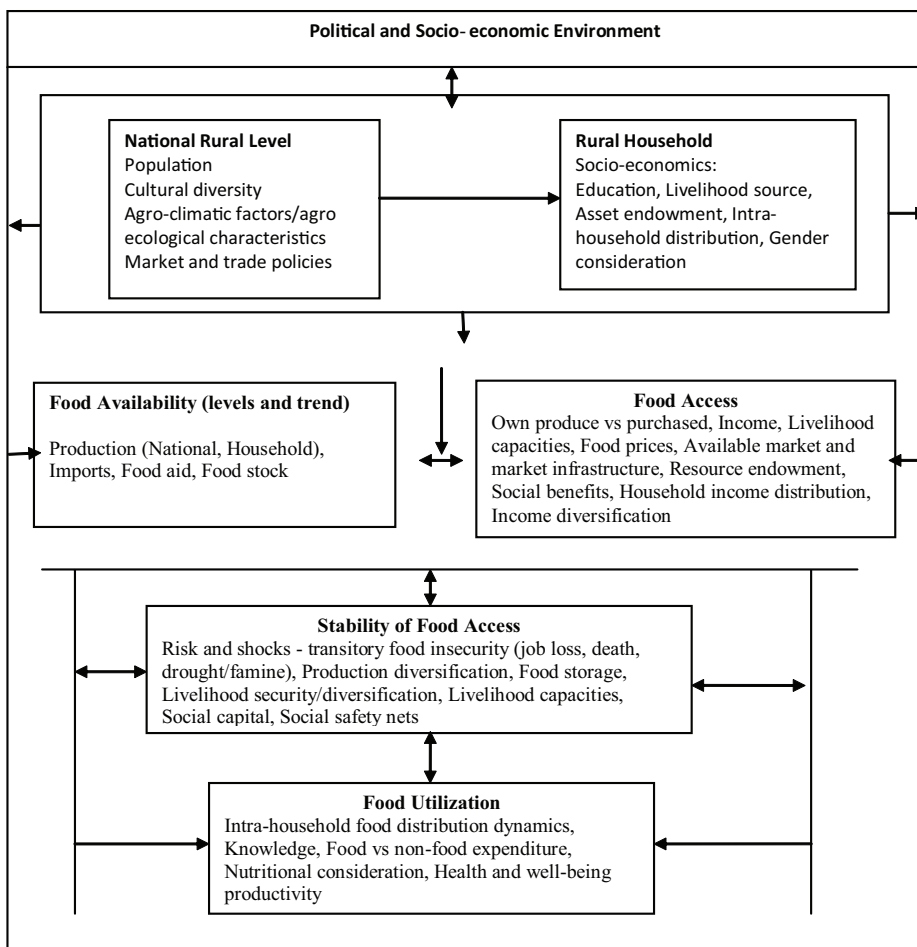 Political and Socio- economic Environment
National Rural Level
Population
Cultural diversity
Agro-climatic factors/agro
ecological characteristics
Market and trade policies
Rural Household
Socio-economics:
Education, Livelihood source,
Asset endowment, Intra-
household distribution, Gender
consideration
Food Availability (levels and trend)
Production (National, Household),
Imports, Food aid, Food stock
Food Access
Own produce vs purchased, Income, Livelihood
capacities, Food prices, Available market and
market infrastructure, Resource endowment,
Social benefits, Household income distribution,
Income diversification
Stability of Food Access
Risk and shocks - transitory food insecurity (job loss, death,
drought/famine), Production diversification, Food storage,
Livelihood security/diversification, Livelihood capacities,
Social capital, Social safety nets
Food Utilization
Intra-household food distribution dynamics,
Knowledge, Food vs non-food expenditure,
Nutritional consideration, Health and well-being
productivity